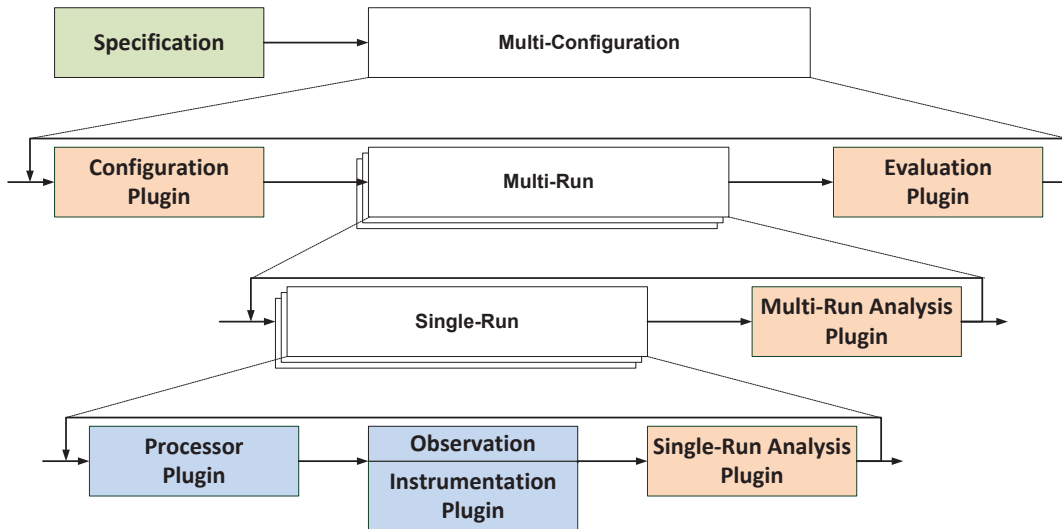 Specification
Multi-Configuration
Configuration
Plugin
Multi-Run
Evaluation
Plugin
Single-Run
Multi-Run Analysis
Plugin
Processor
Plugin
Observation
Instrumentation
Plugin
Single-Run Analysis
Plugin